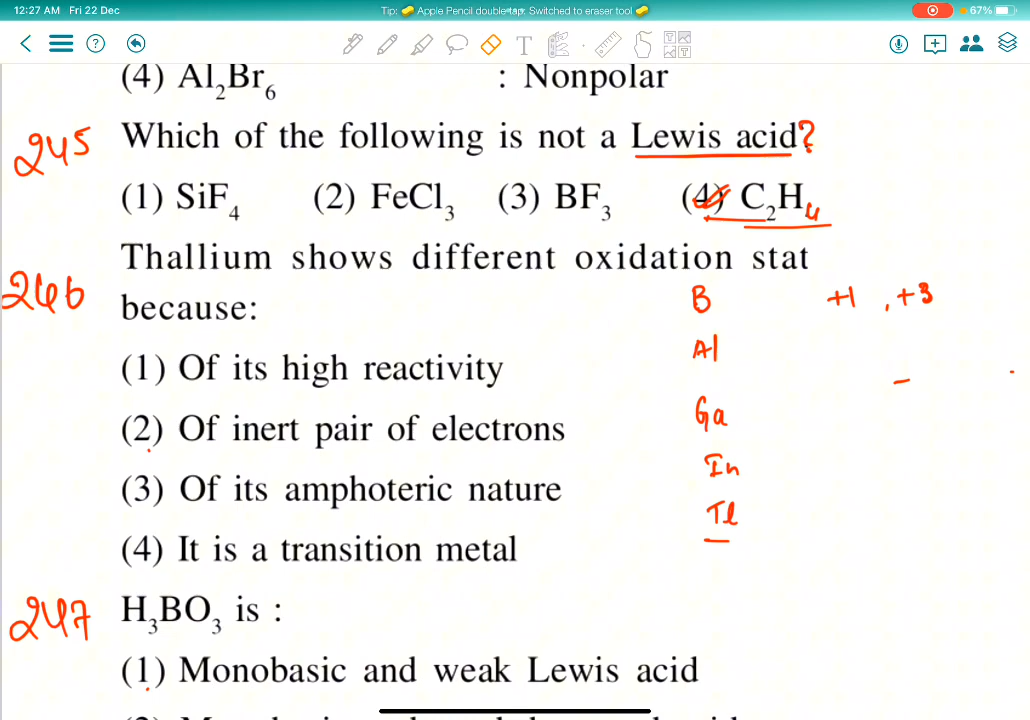 12:27 AM Fri 22 Dec
Tip: 🧽 Apple Pencil double-tap: Switched to eraser tool 🧽
67%
(4) Al₂Br₆ : Nonpolar
245 Which of the following is not a Lewis acid?
(1) SiF₄ (2) FeCl₃ (3) BF₃ (4) C₂H₄
Thallium shows different oxidation stat
246 because:
B +1 , +3
Al
(1) Of its high reactivity
Ga
(2) Of inert pair of electrons
In
(3) Of its amphoteric nature
Tl
(4) It is a transition metal
247 H₃BO₃ is :
(1) Monobasic and weak Lewis acid